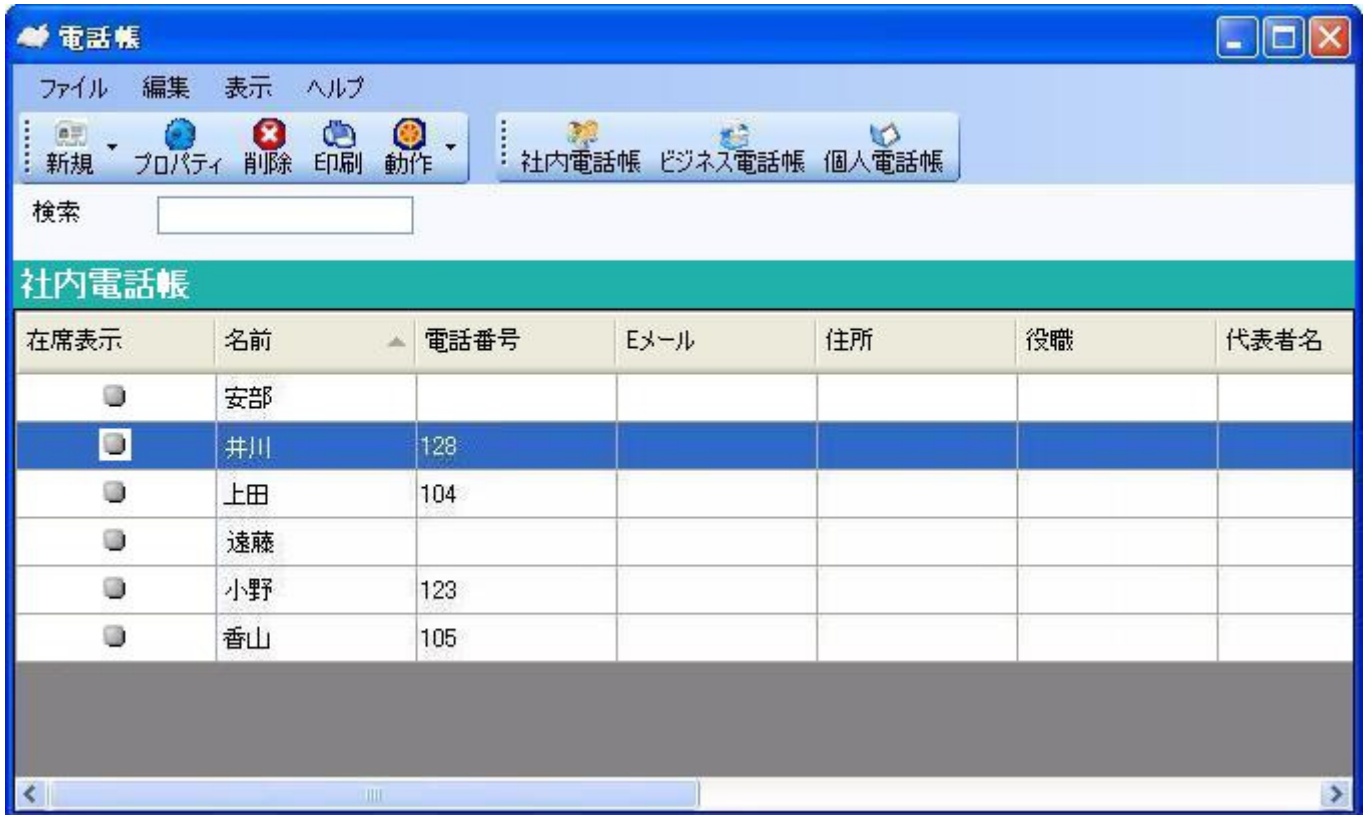 電話帳
ファイル 編集 表示 ヘルプ
新規 プロパティ 削除 印刷 動作 社内電話帳 ビジネス電話帳 個人電話帳
検索
社内電話帳
在席表示 名前 電話番号 Eメール 住所 役職 代表者名
安部
井川 128
上田 104
遠藤
小野 123
香山 105